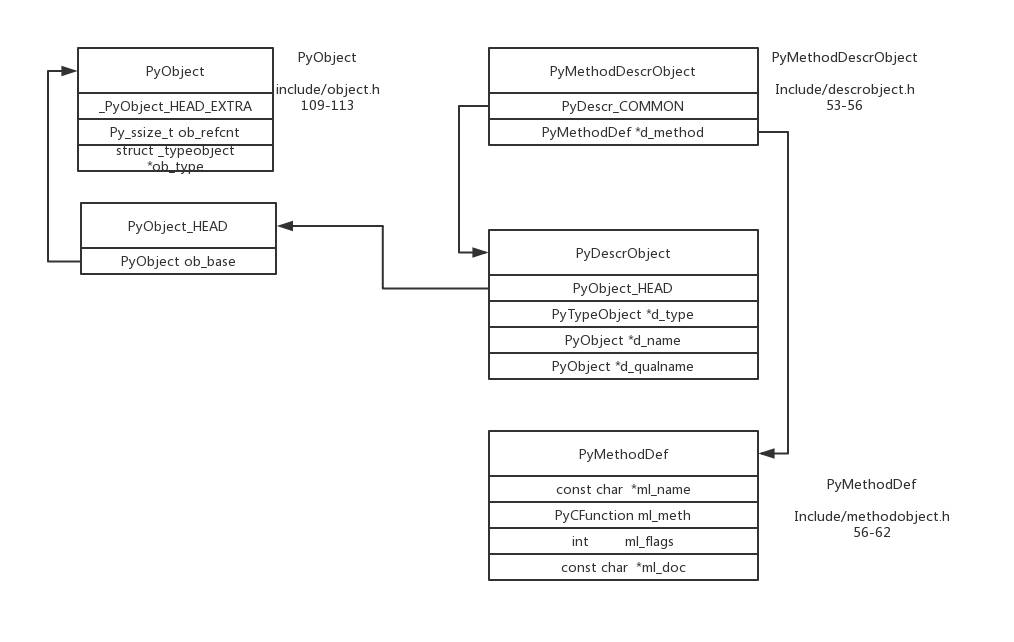 PyObject
_PyObject_HEAD_EXTRA
Py_ssize_t ob_refcnt
struct _typeobject
*ob_type
PyObject
include/object.h
109-113
PyObject_HEAD
PyObject ob_base
PyMethodDescrObject
PyDescr_COMMON
PyMethodDef *d_method
PyMethodDescrObject
Include/descrobject.h
53-56
PyDescrObject
PyObject_HEAD
PyTypeObject *d_type
PyObject *d_name
PyObject *d_qualname
PyMethodDef
const char  *ml_name
PyCFunction ml_meth
int         ml_flags
const char  *ml_doc
PyMethodDef
Include/methodobject.h
56-62